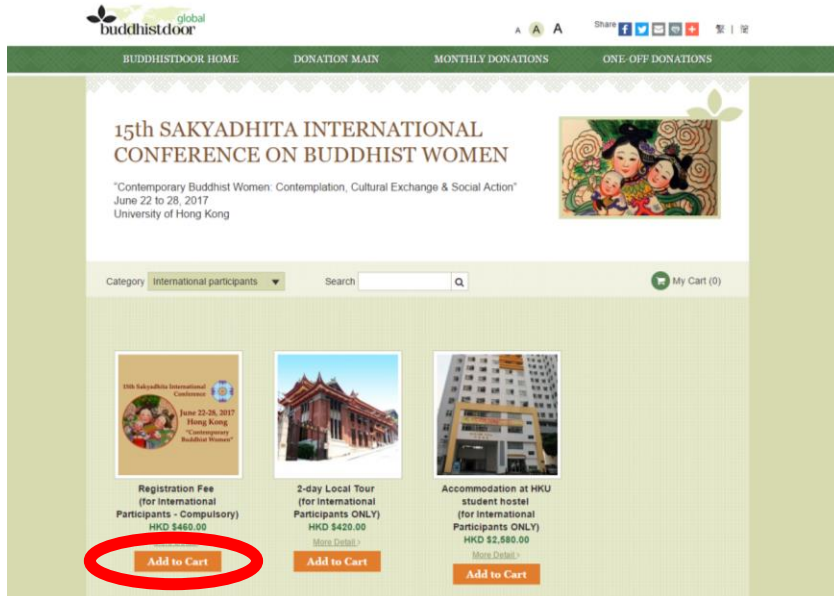 global
buddhistdoor
A A A
Share
繁 | 简
BUDDHISTDOOR HOME DONATION MAIN MONTHLY DONATIONS ONE-OFF DONATIONS
15th SAKYADHITA INTERNATIONAL
CONFERENCE ON BUDDHIST WOMEN
"Contemporary Buddhist Women: Contemplation, Cultural Exchange & Social Action"
June 22 to 28, 2017
University of Hong Kong
Category International participants Search My Cart (0)
15th Sakyadhita International
Conference
June 22-28, 2017
Hong Kong
"Contemporary
Buddhist Women"
Registration Fee
(for International
Participants - Compulsory)
HKD $460.00
Add to Cart
2-day Local Tour
(for International
Participants ONLY)
HKD $420.00
More Detail >
Add to Cart
Accommodation at HKU
student hostel
(for International
Participants ONLY)
HKD $2,580.00
More Detail >
Add to Cart